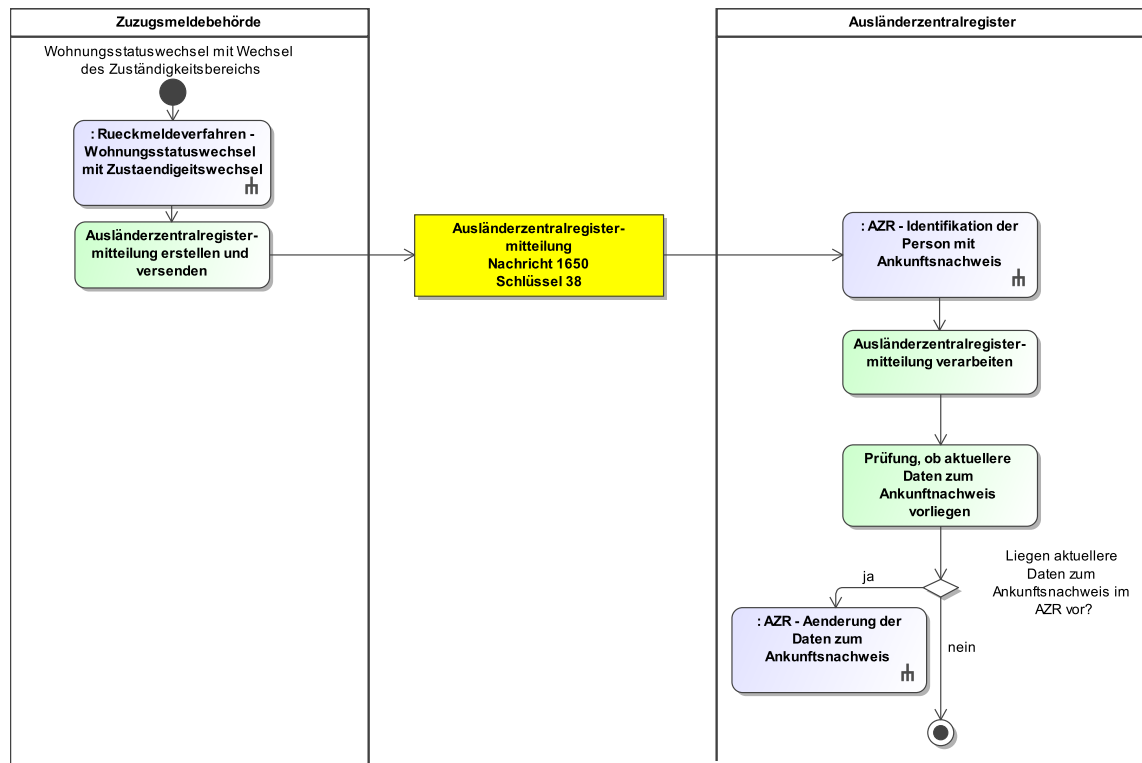 Zuzugsmeldebehörde
Wohnungsstatuswechsel mit Wechsel
des Zuständigkeitsbereichs
: Rueckmeldeverfahren -
Wohnungsstatuswechsel
mit Zustaendigeitswechsel
Ausländerzentralregister-
mitteilung erstellen und
versenden
Ausländerzentralregister-
mitteilung
Nachricht 1650
Schlüssel 38
Ausländerzentralregister
: AZR - Identifikation der
Person mit
Ankunftsnachweis
Ausländerzentralregister-
mitteilung verarbeiten
Prüfung, ob aktuellere
Daten zum
Ankunftnachweis
vorliegen
Liegen aktuellere
Daten zum
Ankunftsnachweis im
AZR vor?
ja
: AZR - Aenderung der
Daten zum
Ankunftsnachweis
nein